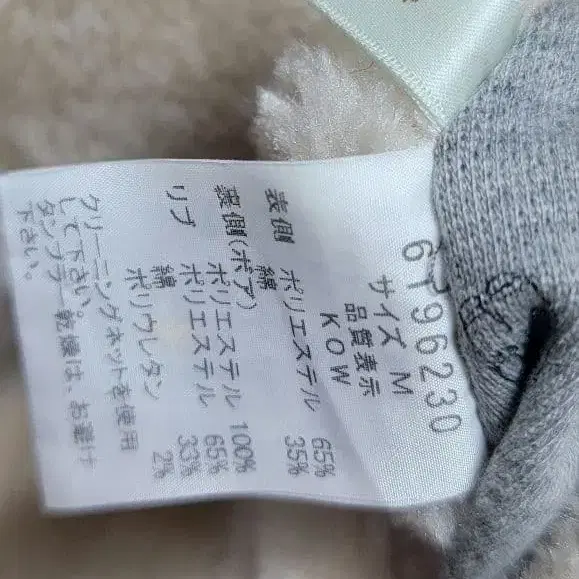 6796230
サイズ M
品質表示
KOW
表側 ポリエステル 65%
綿 35%
裏側(ボア) ポリエステル 100%
リブ ポリエステル 65%
綿 33%
ポリウレタン 2%
クリーニングネットを使用
して下さい。
タンブラー乾燥は、お避け
下さい。